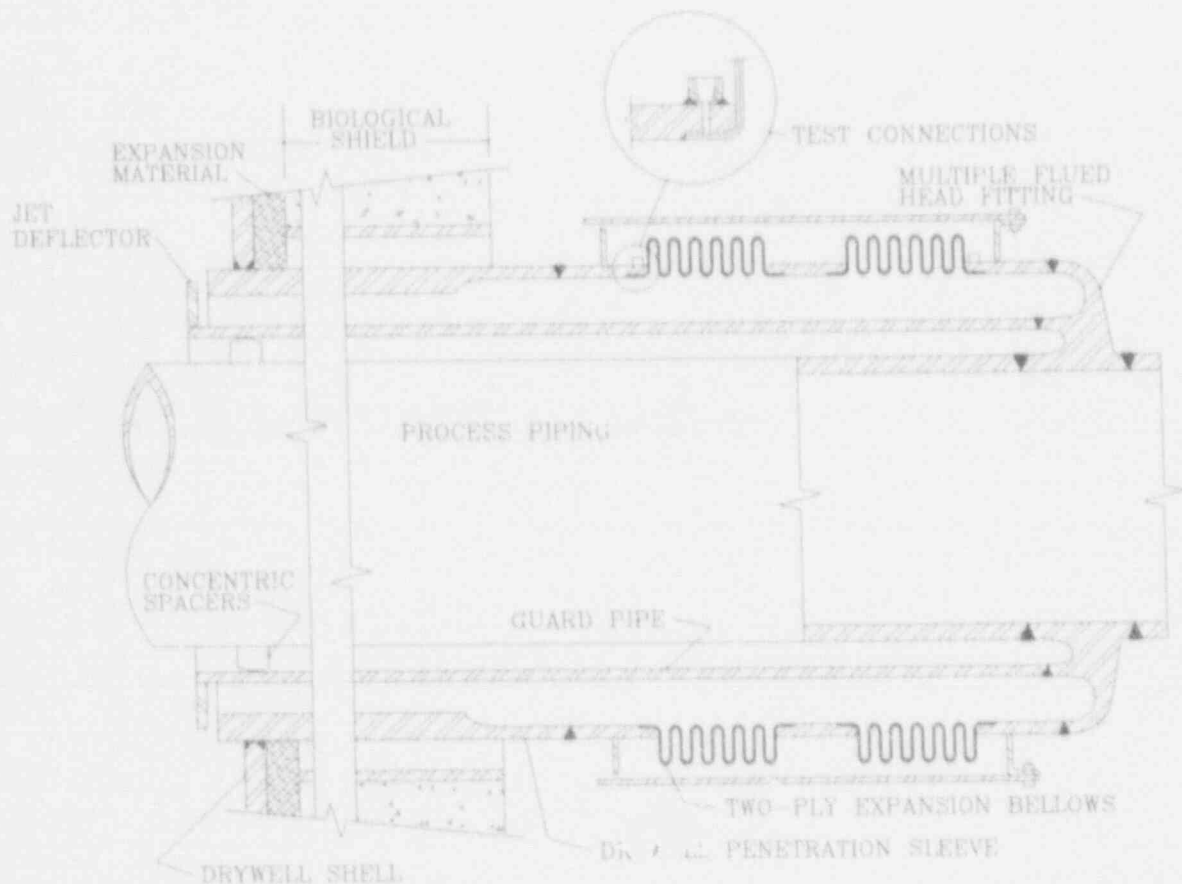 BIOLOGICAL
SHIELD
EXPANSION
MATERIAL
TEST CONNECTIONS
MULTIPLE FLUED
HEAD FITTING
JET
DEFLECTOR
PROCESS PIPING
CONCENTRIC
SPACERS
GUARD PIPE
TWO-PLY EXPANSION BELLOWS
PENETRATION SLEEVE
DRYWELL SHELL